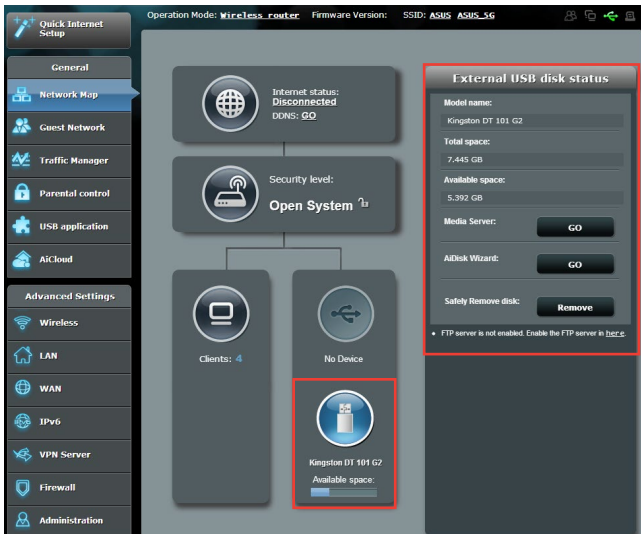 Quick Internet
Setup
Operation Mode: Wireless router Firmware Version: SSID: ASUS ASUS_5G
General
Network Map
Guest Network
Traffic Manager
Parental control
USB application
AiCloud
Advanced Settings
Wireless
LAN
WAN
IPv6
VPN Server
Firewall
Administration
Internet status:
Disconnected
DDNS: GO
Security level:
Open System
Clients: 4
No Device
Kingston DT 101 G2
Available space:
External USB disk status
Model name:
Kingston DT 101 G2
Total space:
7.445 GB
Available space:
5.392 GB
Media Server: GO
AiDisk Wizard: GO
Safely Remove disk: Remove
• FTP server is not enabled. Enable the FTP server in here.